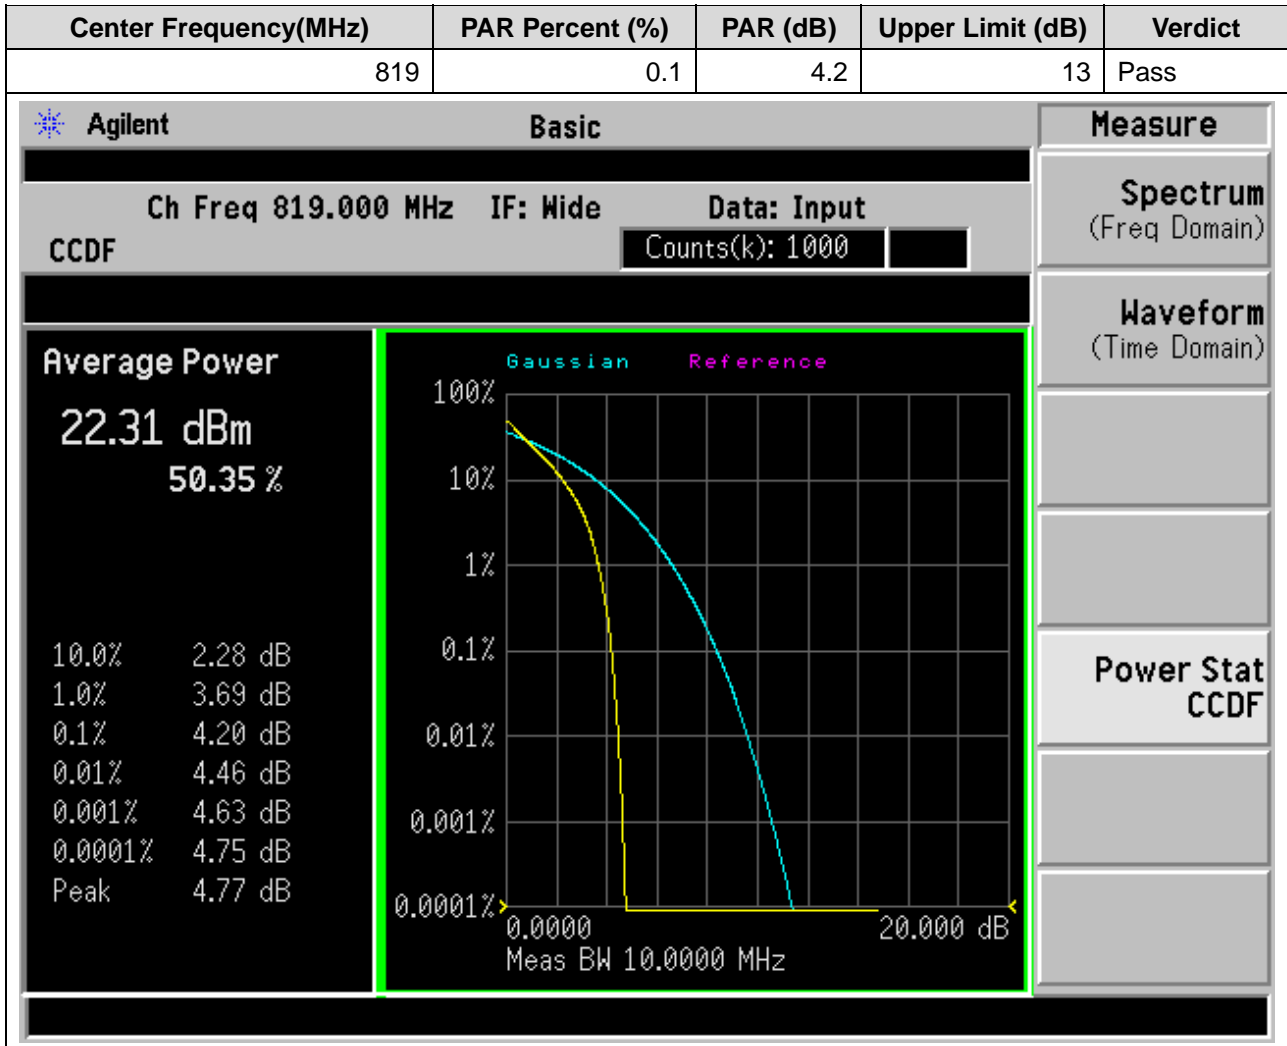 Center Frequency(MHz) PAR Percent (%) PAR (dB) Upper Limit (dB) Verdict
819 0.1 4.2 13 Pass
Agilent Basic Measure
Ch Freq 819.000 MHz IF: Wide Data: Input
CCDF Counts(k): 1000
Average Power
22.31 dBm
50.35 %
10.0% 2.28 dB
1.0% 3.69 dB
0.1% 4.20 dB
0.01% 4.46 dB
0.001% 4.63 dB
0.0001% 4.75 dB
Peak 4.77 dB
Gaussian Reference
100%
10%
1%
0.1%
0.01%
0.001%
0.0001%
0.0000 20.000 dB
Meas BW 10.0000 MHz
Spectrum
(Freq Domain)
Waveform
(Time Domain)
Power Stat
CCDF